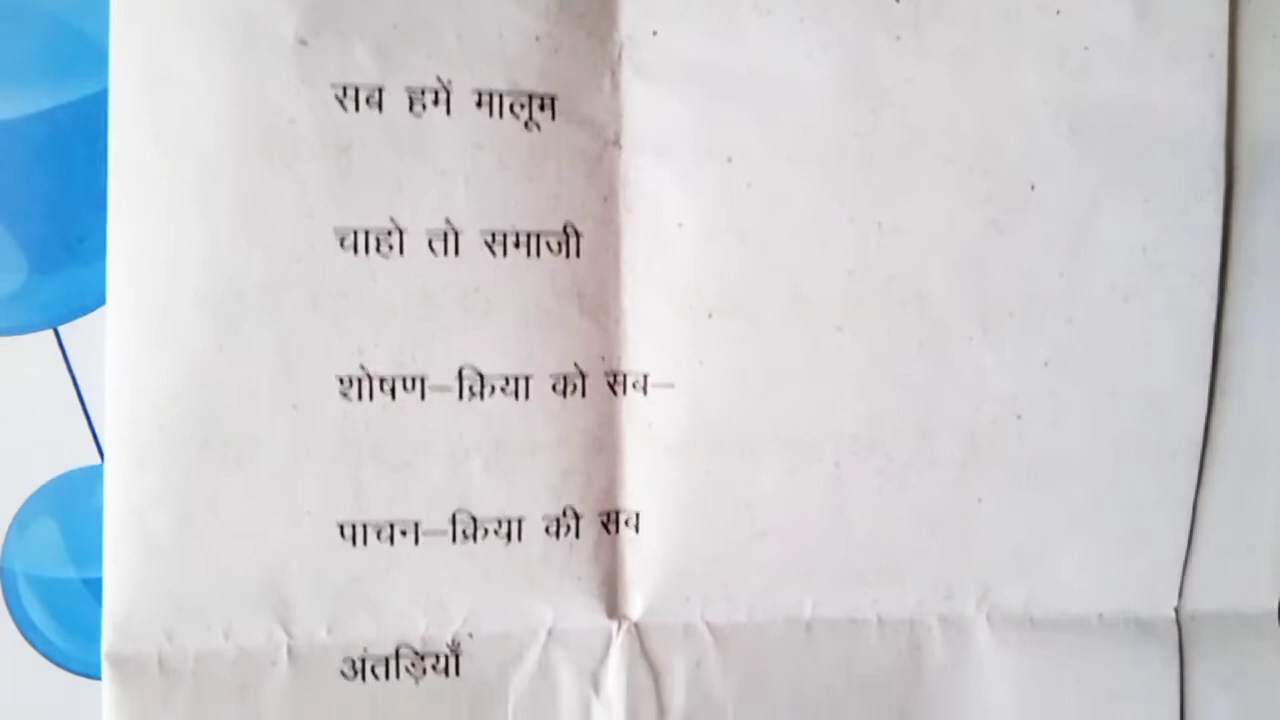 सब हमें मालूम
चाहो तो समाजी
शोषण–क्रिया को सब–
पाचन–क्रिया की सब
अंतड़ियाँ